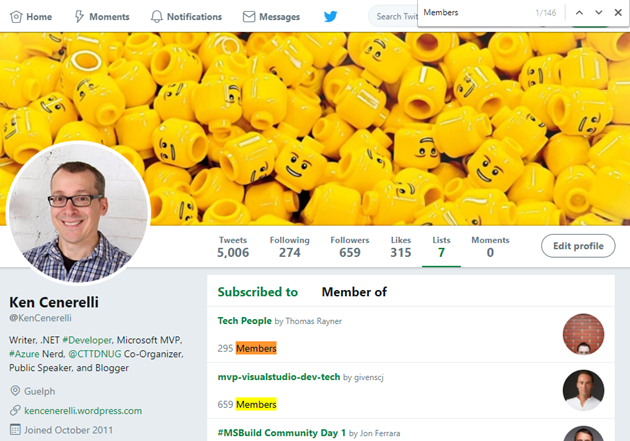 Home Moments Notifications Messages Search Twit
Members 1/146
Tweets Following Followers Likes Lists Moments
5,006 274 659 315 7 0
Edit profile
Ken Cenerelli
@KenCenerelli
Writer, .NET #Developer, Microsoft MVP,
#Azure Nerd, @CTTDNUG Co-Organizer,
Public Speaker, and Blogger
Guelph
kencenerelli.wordpress.com
Joined October 2011
Subscribed to Member of
Tech People by Thomas Rayner
295 Members
mvp-visualstudio-dev-tech by givenscj
659 Members
#MSBuild Community Day 1 by Jon Ferrara